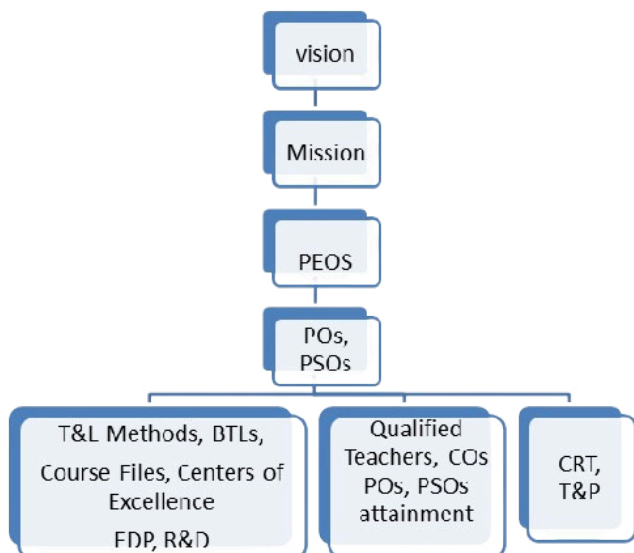 vision
Mission
PEOS
POs,
PSOs
T&L Methods, BTLs,
Course Files, Centers of
Excellence
FDP, R&D
Qualified
Teachers, COs
POs, PSOs
attainment
CRT,
T&P